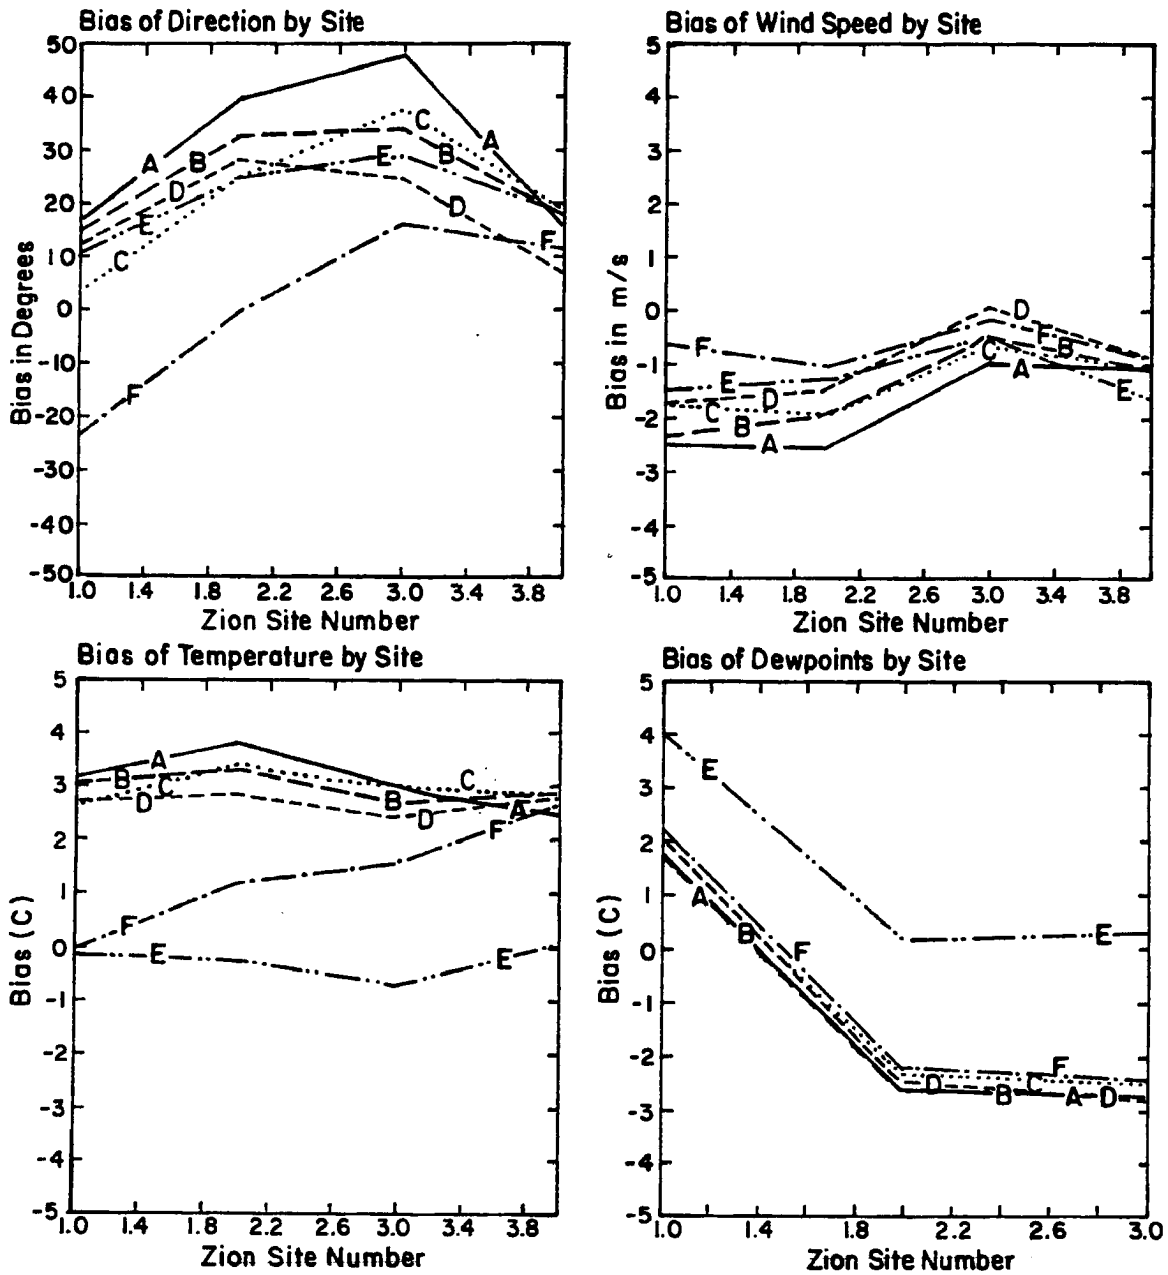 Bias of Direction by Site
50
40
30
20
10
0
-10
-20
-30
-40
-50
Bias in Degrees
A A
B B
C C
D D
E E
F F
1.0 1.4 1.8 2.2 2.6 3.0 3.4 3.8
Zion Site Number
Bias of Wind Speed by Site
5
4
3
2
1
0
-1
-2
-3
-4
-5
Bias in m/s
F F
E E
D D
C C
B B
A A
1.0 1.4 1.8 2.2 2.6 3.0 3.4 3.8
Zion Site Number
Bias of Temperature by Site
5
4
3
2
1
0
-1
-2
-3
-4
-5
Bias (C)
A A
B B
C C
D D
F F
E E
1.0 1.4 1.8 2.2 2.6 3.0 3.4 3.8
Zion Site Number
Bias of Dewpoints by Site
5
4
3
2
1
0
-1
-2
-3
-4
-5
Bias (C)
E E
A B F
F
D C
B A D
1.0 1.4 1.8 2.2 2.6 3.0
Zion Site Number